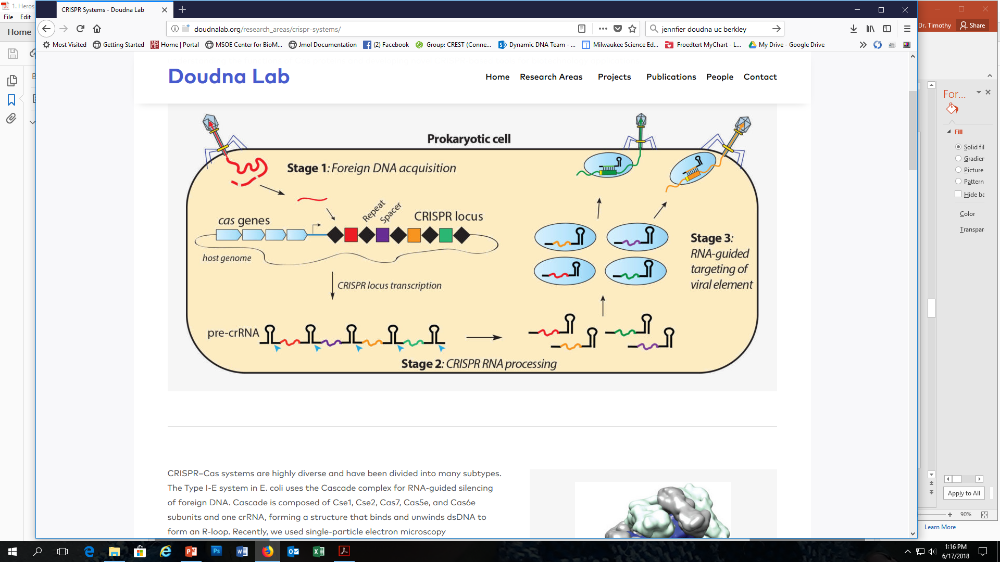 1. Heros
File Edit
Home
CRISPR Systems - Doudna Lab
doudnalab.org/research_areas/crispr-systems/
jennfier doudna uc berkley
Most Visited Getting Started Home | Portal MSOE Center for BioM... Jmol Documentation (2) Facebook Group: CREST (Conne... Dynamic DNA Team - ... Milwaukee Science Ed... Froedtert MyChart - L... My Drive - Google Drive
Dr. Timothy Share
Doudna Lab
Home Research Areas Projects Publications People Contact
Prokaryotic cell
Stage 1: Foreign DNA acquisition
Repeat
Spacer
CRISPR locus
cas genes
host genome
CRISPR locus transcription
pre-crRNA
Stage 2: CRISPR RNA processing
Stage 3:
RNA-guided
targeting of
viral element
CRISPR–Cas systems are highly diverse and have been divided into many subtypes.
The Type I-E system in E. coli uses the Cascade complex for RNA-guided silencing
of foreign DNA. Cascade is composed of Cse1, Cse2, Cas7, Cas5e, and Cas6e
subunits and one crRNA, forming a structure that binds and unwinds dsDNA to
form an R-loop. Recently, we used single-particle electron microscopy
For...
Fill
Solid fil
Gradier
Picture
Pattern
Hide ba
Color
Transpar
Apply to All
90%
Learn More
1:16 PM
6/17/2018